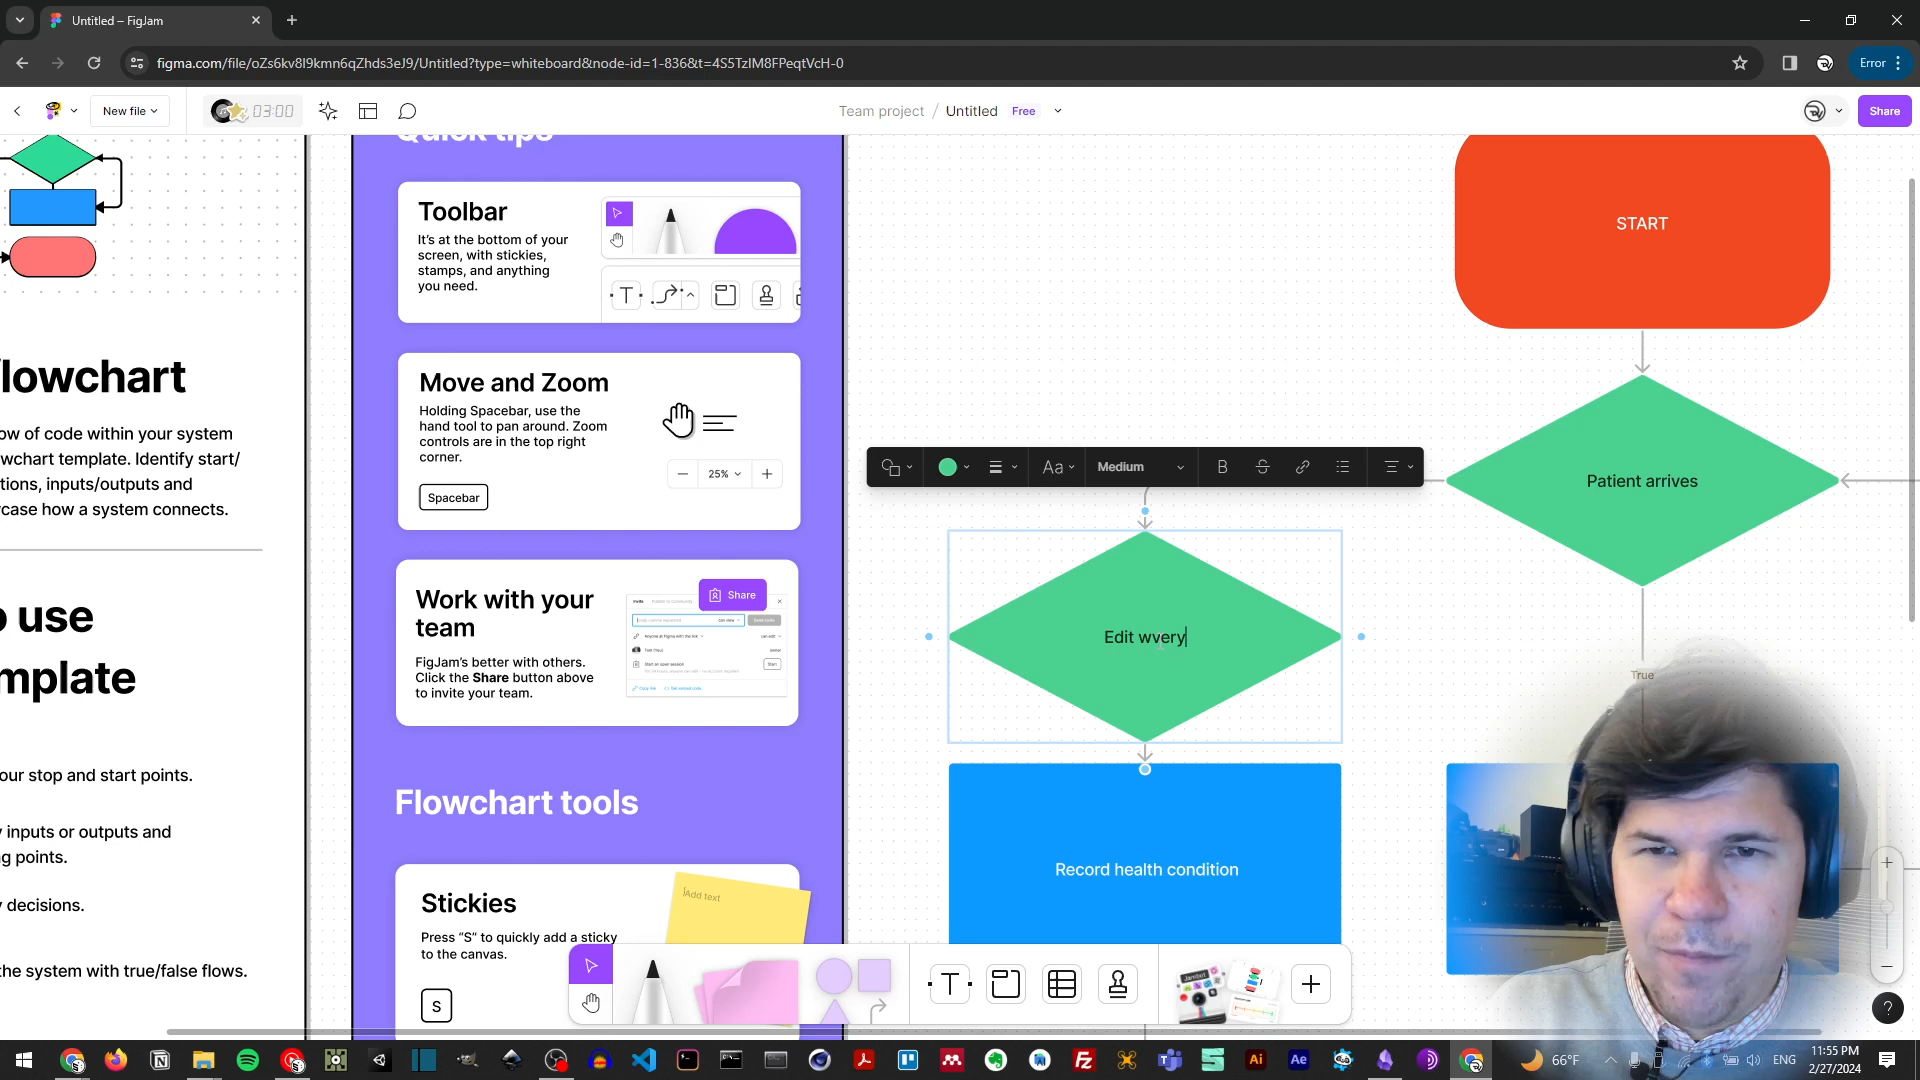 Untitled – FigJam
figma.com/file/oZs6kv8l9kmn6qZhds3eJ9/Untitled?type=whiteboard&node-id=1-836&t=4S5TzlM8FPeqtVcH-0
Error
New file
03:00
Team project / Untitled Free
Share
Quick tips
Toolbar
It's at the bottom of your
screen, with stickies,
stamps, and anything
you need.
T
START
lowchart
ow of code within your system
wchart template. Identify start/
tions, inputs/outputs and
case how a system connects.
Move and Zoom
Holding Spacebar, use the
hand tool to pan around. Zoom
controls are in the top right
corner.
25%
Spacebar
Aa
Medium
B
S
Patient arrives
o use
mplate
Work with your
team
FigJam's better with others.
Click the Share button above
to invite your team.
Share
Edit wvery
True
our stop and start points.
y inputs or outputs and
g points.
y decisions.
the system with true/false flows.
Flowchart tools
Stickies
Press “S” to quickly add a sticky
to the canvas.
S
Add text
Record health condition
T
?
66°F
ENG
11:55 PM
2/27/2024